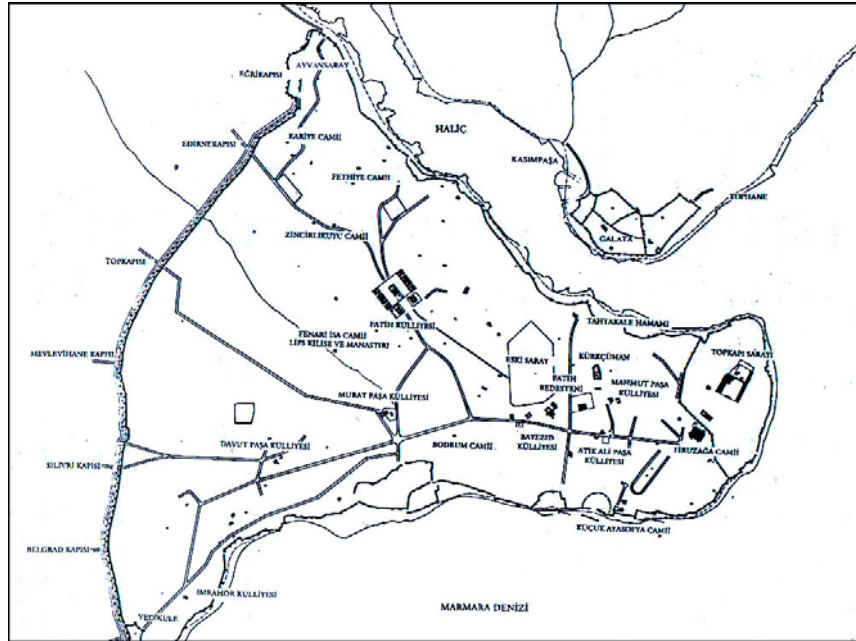 AYVANSARAY
EĞRİKAPISI
HALİÇ
KARİYE CAMİİ
EDİRNEKAPISI
KASIMPAŞA
FETHİYE CAMİİ
TOPHANE
ZİNCİRLİKUYU CAMİİ
GALATA
TOPKAPISI
FATİH KÜLLİYESİ
TAHTAKALE HAMAMI
FENARİ İSA CAMİİ
LİPS KİLİSE VE MANASTIRI
MEVLEVİHANE KAPISI
ESKİ SARAY
KÜRKÇÜHAN
TOPKAPI SARAYI
FATİH
BEDESTENİ
MAHMUT PAŞA
KÜLLİYESİ
MURAT PAŞA KÜLLİYESİ
DAVUT PAŞA KÜLLİYESİ
BODRUM CAMİİ
BAYEZID
KÜLLİYESİ
ATİK ALİ PAŞA
KÜLLİYESİ
FİRUZAĞA CAMİİ
SİLİVRİ KAPISI
KÜÇÜK AYASOFYA CAMİİ
BELGRAD KAPISI
İMRAHOR KÜLLİYESİ
YEDİKULE
MARMARA DENİZİ